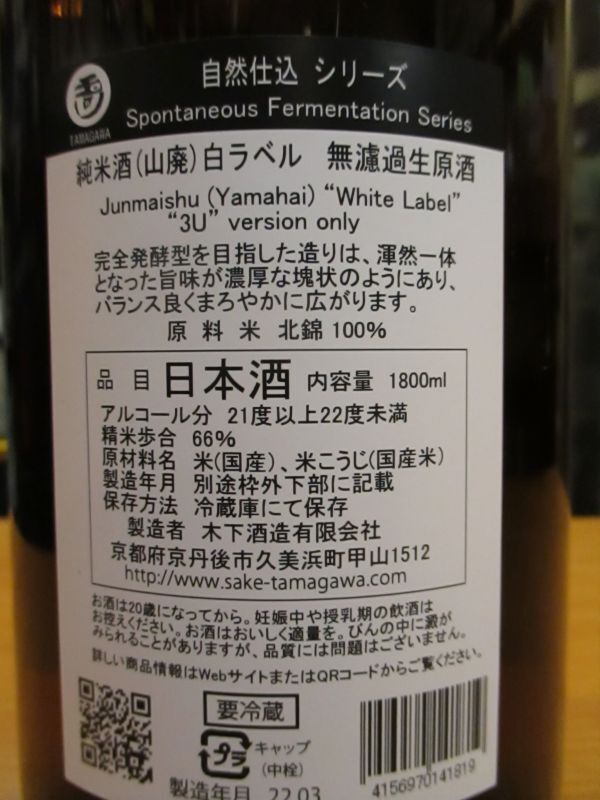 自然仕込 シリーズ
TAMAGAWA
Spontaneous Fermentation Series
純米酒(山廃)白ラベル 無濾過生原酒
Junmaishu (Yamahai) “White Label”
“3U” version only
完全発酵型を目指した造りは、渾然一体
となった旨味が濃厚な塊状のようにあり、
バランス良くまろやかに広がります。
原料米 北錦100%
品目 日本酒 内容量 1800ml
アルコール分 21度以上22度未満
精米歩合 66%
原材料名 米(国産)、米こうじ(国産米)
製造年月 別途枠外下部に記載
保存方法 冷蔵庫にて保存
製造者 木下酒造有限会社
京都府京丹後市久美浜町甲山1512
http://www.sake-tamagawa.com
お酒は20歳になってから。妊娠中や授乳期の飲酒は
お控えください。お酒はおいしく適量を。びんの中に澱が
みられることがありますが、品質には問題はございません。
詳しい商品情報はWebサイトまたはQRコードからご覧ください。
要冷蔵
プラ
キャップ
(中栓)
4156970141819
製造年月 22.03